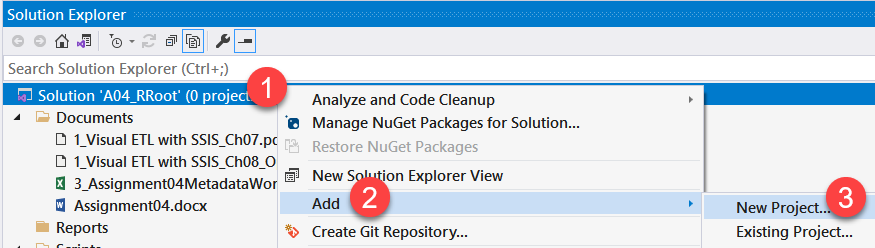 Solution Explorer
Search Solution Explorer (Ctrl+;)
1
Solution 'A04_RRoot' (0 project
Analyze and Code Cleanup
Documents
Manage NuGet Packages for Solution...
1_Visual ETL with SSIS_Ch07.pd
Restore NuGet Packages
1_Visual ETL with SSIS_Ch08_O
New Solution Explorer View
3_Assignment04MetadataWor
Add
2
3
Assignment04.docx
New Project...
Reports
Create Git Repository...
Existing Project...
Scripts